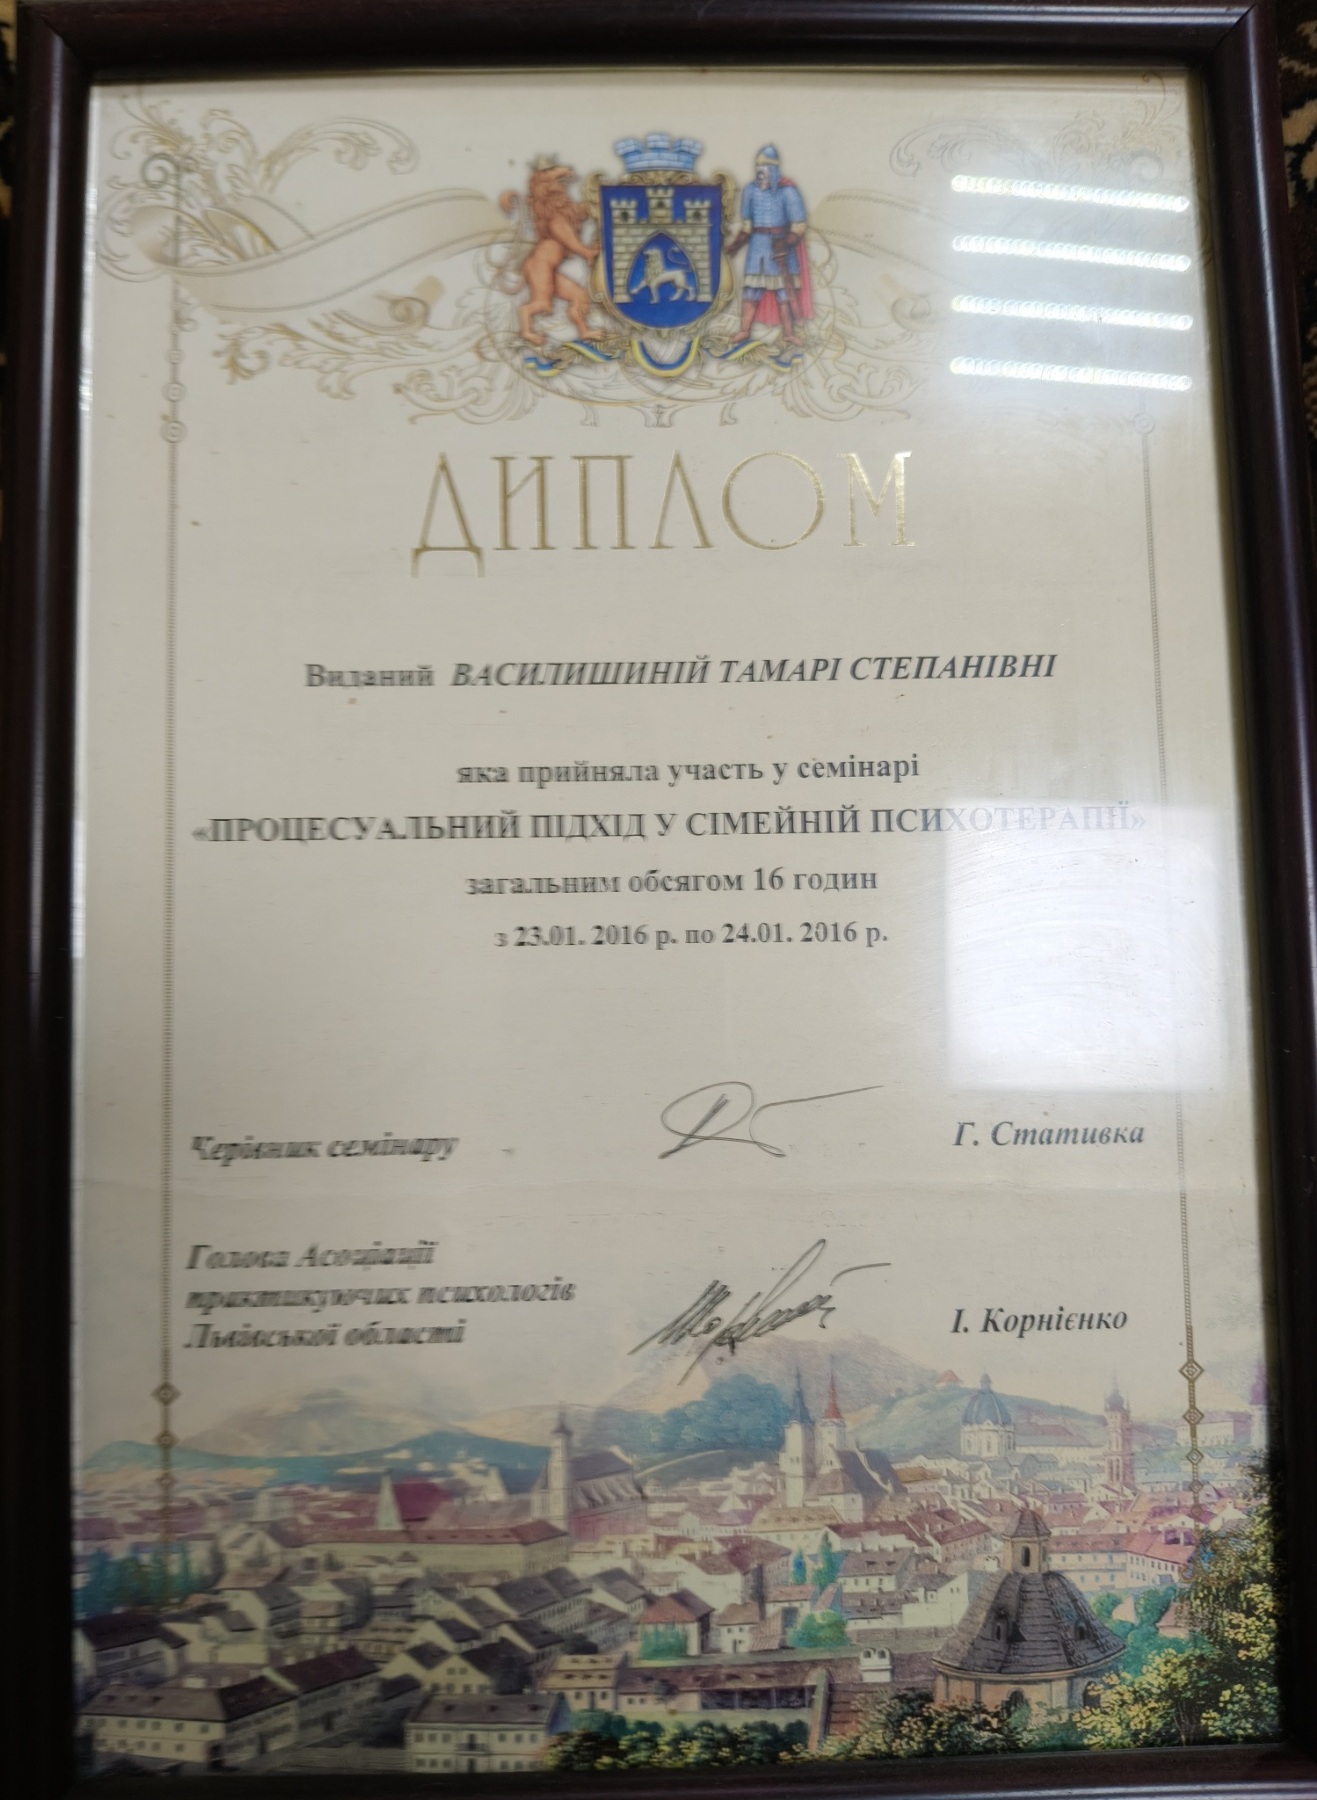 ДИПЛОМ
Виданий ВАСИЛИШИНІЙ ТАМАРІ СТЕПАНІВНІ
яка прийняла участь у семінарі
«ПРОЦЕСУАЛЬНИЙ ПІДХІД У СІМЕЙНІЙ ПСИХОТЕРАПІЇ»
загальним обсягом 16 годин
з 23.01. 2016 р. по 24.01. 2016 р.
Керівник семінару
Г. Стативка
Голова Асоціації
практикуючих психологів
Львівської області
І. Корнієнко